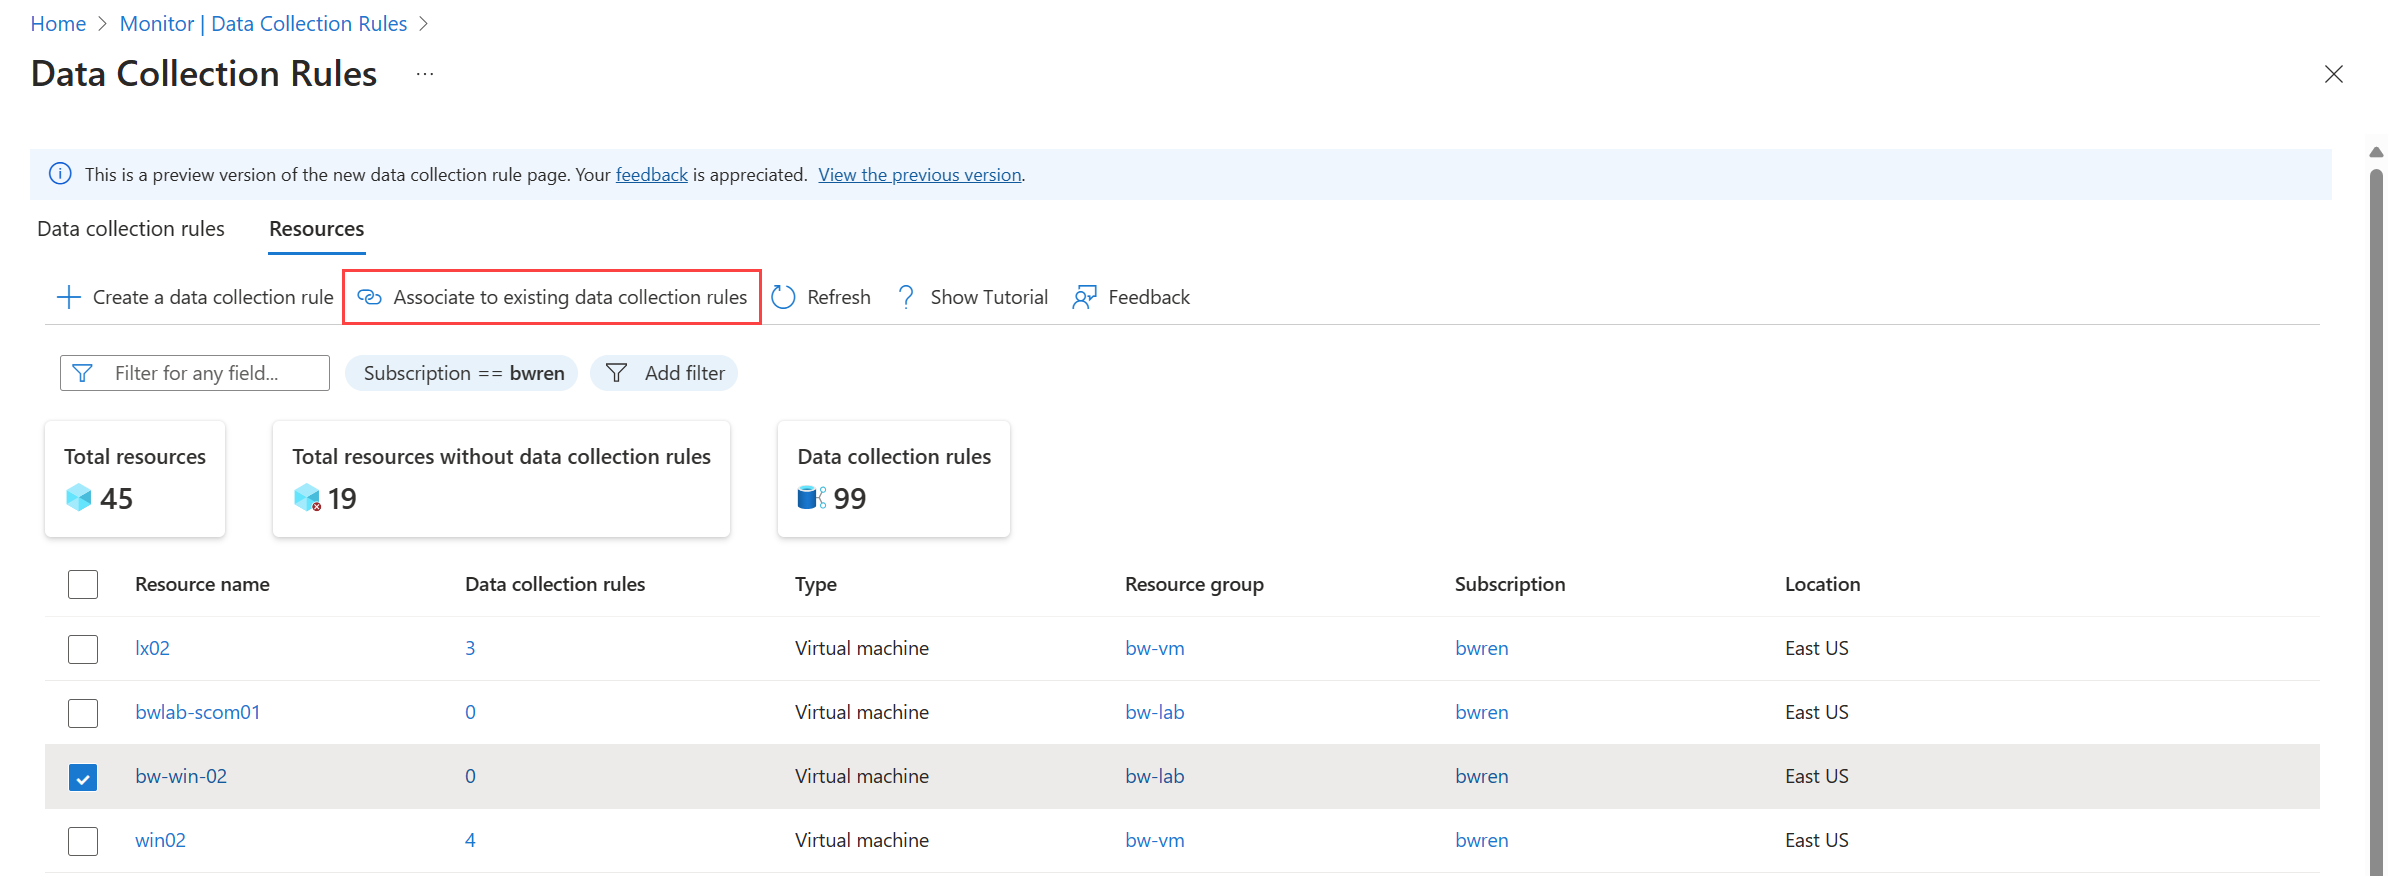 Home > Monitor | Data Collection Rules >
Data Collection Rules ...
This is a preview version of the new data collection rule page. Your feedback is appreciated. View the previous version.
Data collection rules Resources
Create a data collection rule Associate to existing data collection rules Refresh Show Tutorial Feedback
Filter for any field... Subscription == bwren Add filter
Total resources Total resources without data collection rules Data collection rules
45 19 99
Resource name Data collection rules Type Resource group Subscription Location
lx02 3 Virtual machine bw-vm bwren East US
bwlab-scom01 0 Virtual machine bw-lab bwren East US
bw-win-02 0 Virtual machine bw-lab bwren East US
win02 4 Virtual machine bw-vm bwren East US